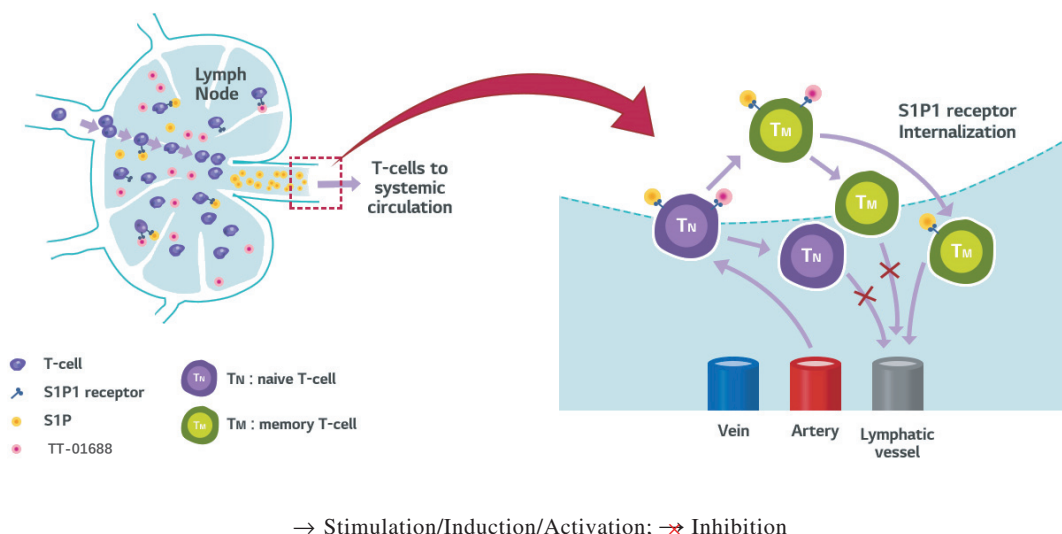 Lymph
Node
T-cells to
systemic
circulation
S1P1 receptor
Internalization
TM
TM
TM
TN
TN
Vein
Artery
Lymphatic
vessel
T-cell
S1P1 receptor
S1P
TT-01688
TN
TN : naive T-cell
TM
TM : memory T-cell
→ Stimulation/Induction/Activation; → Inhibition